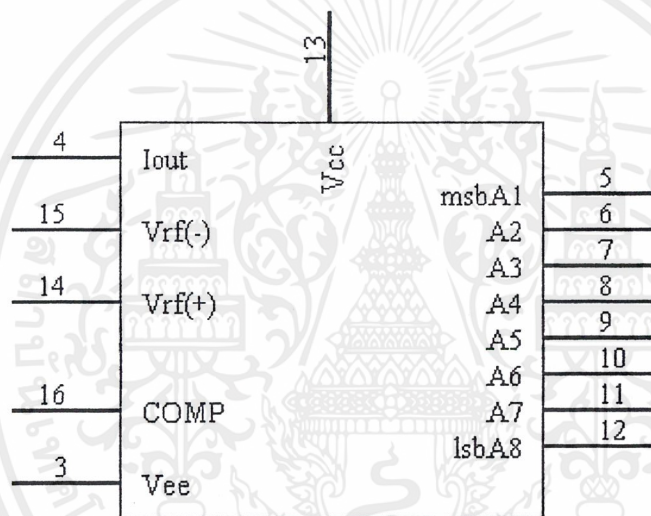 13
Vcc
4 Iout
15 Vrf(-)
14 Vrf(+)
16 COMP
3 Vee
msbA1 5
A2 6
A3 7
A4 8
A5 9
A6 10
A7 11
lsbA8 12